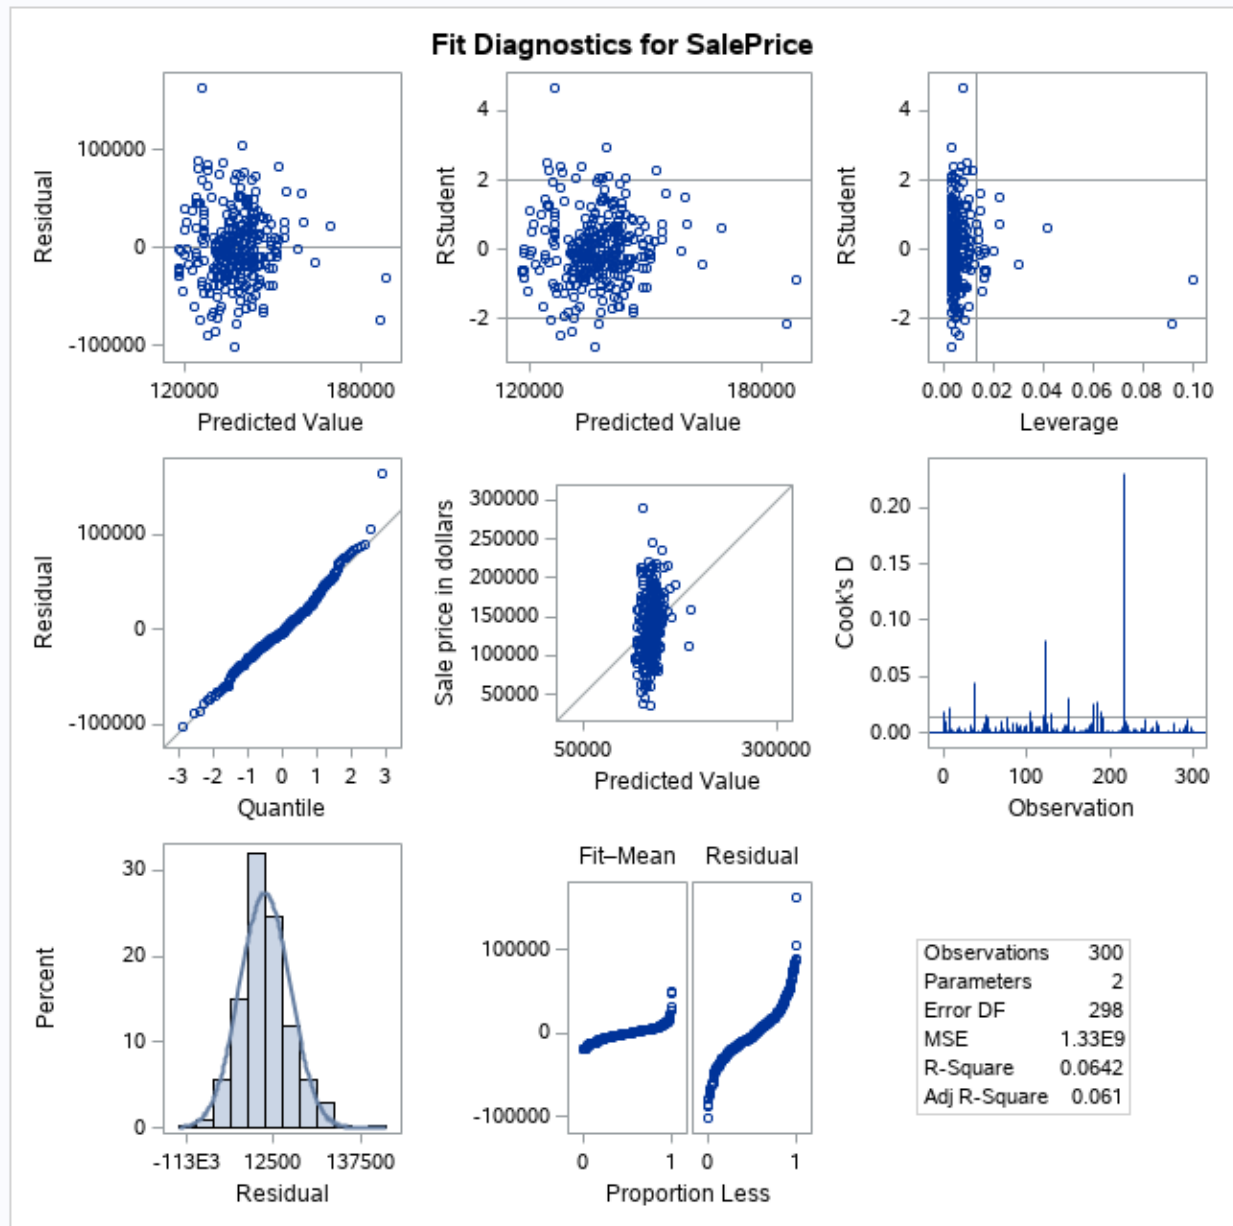 Fit Diagnostics for SalePrice
Residual
100000
0
-100000
120000 180000
Predicted Value
RStudent
4
2
0
-2
120000 180000
Predicted Value
RStudent
4
2
0
-2
0.00 0.02 0.04 0.06 0.08 0.10
Leverage
Residual
100000
0
-100000
-3 -2 -1 0 1 2 3
Quantile
Sale price in dollars
300000
250000
200000
150000
100000
50000
50000 300000
Predicted Value
Cook's D
0.20
0.15
0.10
0.05
0.00
0 100 200 300
Observation
Percent
30
20
10
0
-113E3 12500 137500
Residual
Fit–Mean Residual
100000
0
-100000
0 1 0 1
Proportion Less
Observations 300
Parameters 2
Error DF 298
MSE 1.33E9
R-Square 0.0642
Adj R-Square 0.061